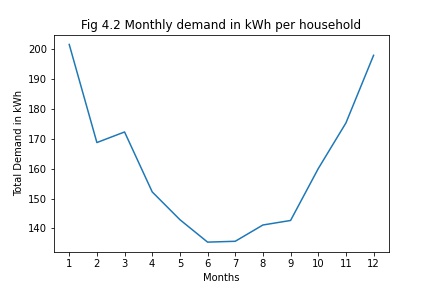 Fig 4.2 Monthly demand in kWh per household
Total Demand in kWh
200
190
180
170
160
150
140
1 2 3 4 5 6 7 8 9 10 11 12
Months